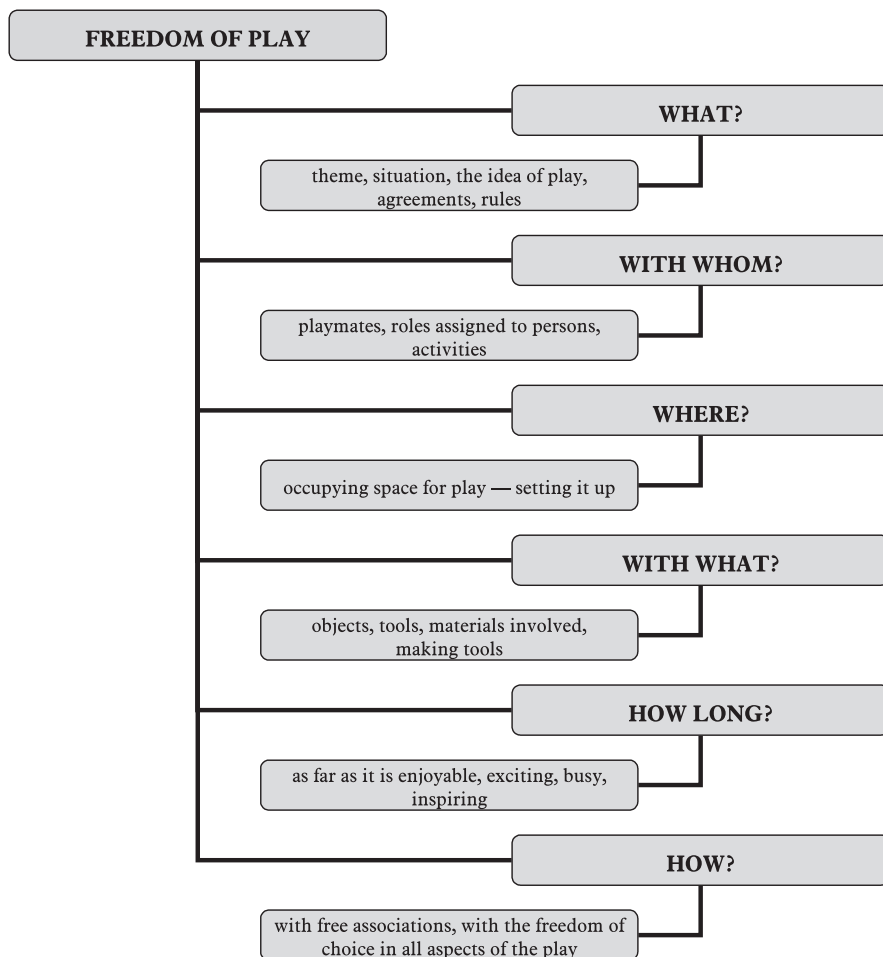 FREEDOM OF PLAY
WHAT?
theme, situation, the idea of play,
agreements, rules
WITH WHOM?
playmates, roles assigned to persons,
activities
WHERE?
occupying space for play — setting it up
WITH WHAT?
objects, tools, materials involved,
making tools
HOW LONG?
as far as it is enjoyable, exciting, busy,
inspiring
HOW?
with free associations, with the freedom of
choice in all aspects of the play